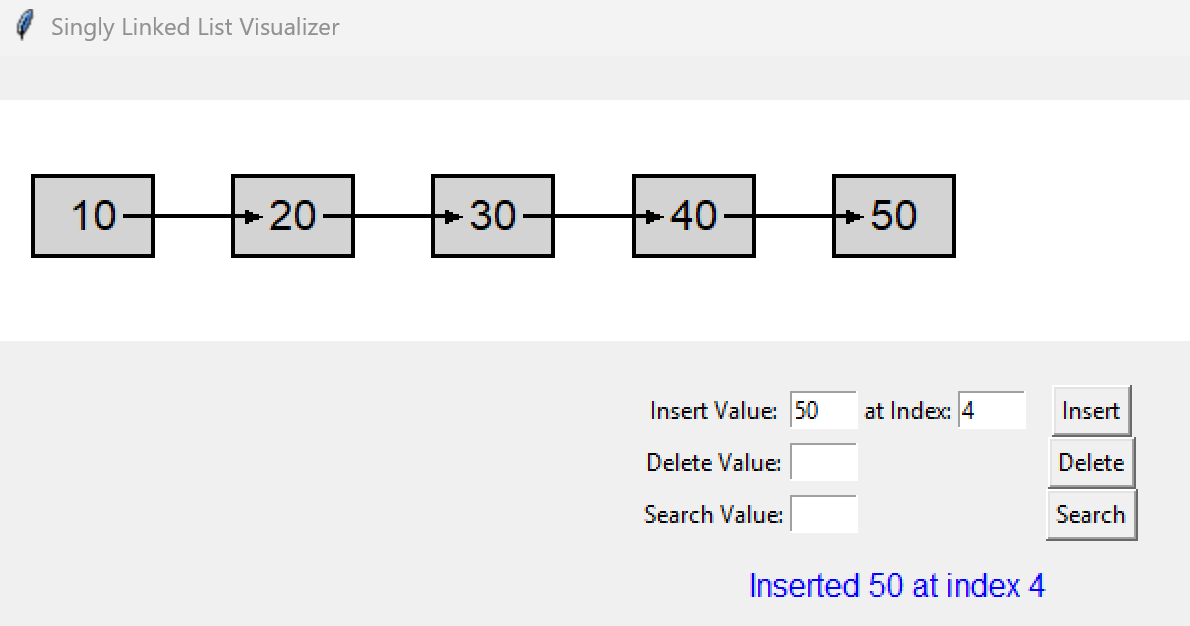 Singly Linked List Visualizer
10 20 30 40 50
Insert Value: 50 at Index: 4 Insert
Delete Value: Delete
Search Value: Search
Inserted 50 at index 4